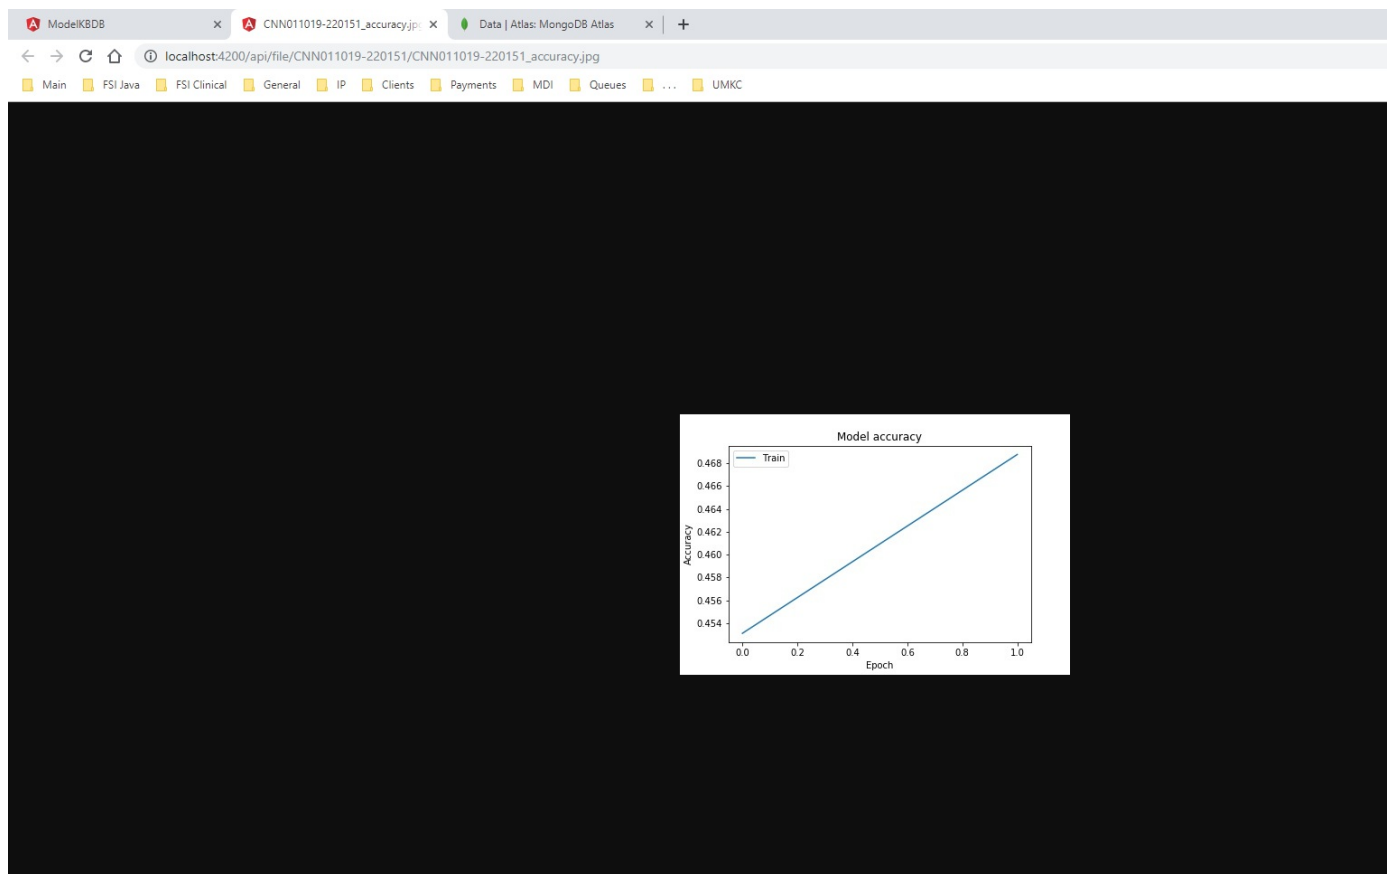 ModelKBDB CNN011019-220151_accuracy.jp Data | Atlas: MongoDB Atlas
localhost:4200/api/file/CNN011019-220151/CNN011019-220151_accuracy.jpg
Main FSI Java FSI Clinical General IP Clients Payments MDI Queues ... UMKC
Model accuracy
Train
0.468
0.466
0.464
0.462
0.460
0.458
0.456
0.454
Accuracy
0.0 0.2 0.4 0.6 0.8 1.0
Epoch